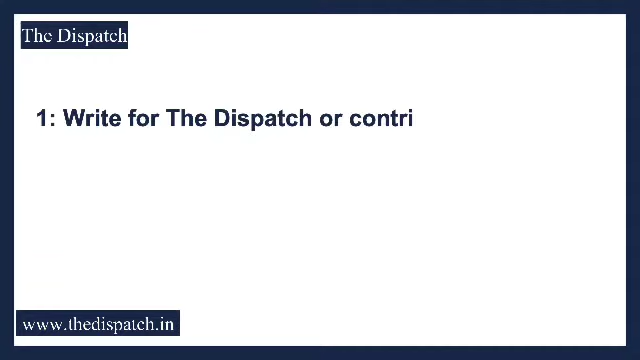 The Dispatch
1: Write for The Dispatch or contri
www.thedispatch.in